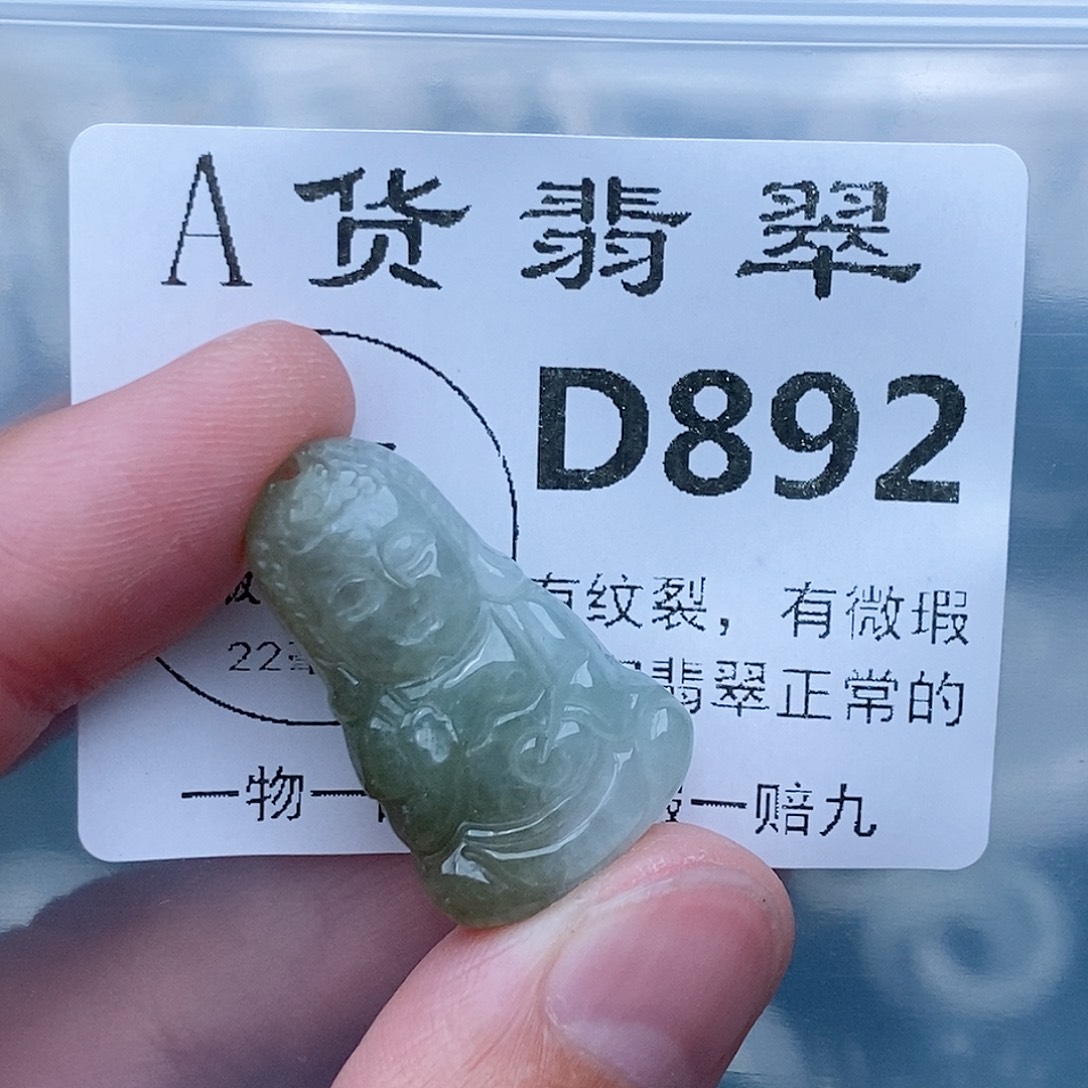 A货翡翠
D892
有纹裂，有微瑕
22
翡翠正常的
一物一
一赔九